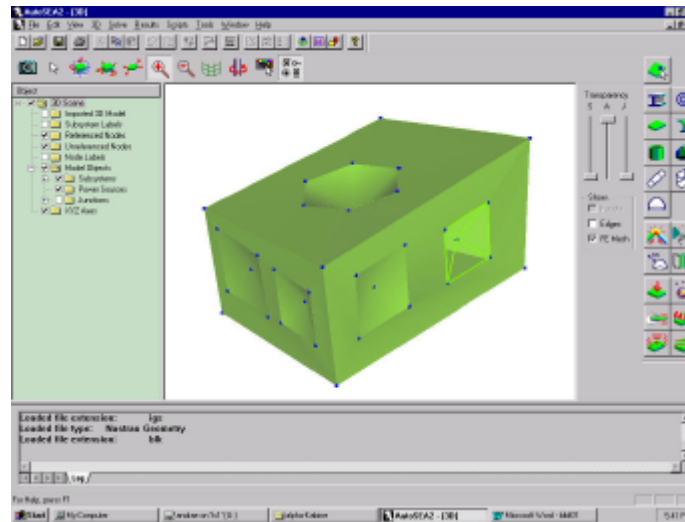 AutoSEA2 - [3D]
File Edit View 3D Solve Results Scripts Tools Window Help
Object
3D Scene
Imported 3D Model
Subsystem Labels
Referenced Nodes
Unreferenced Nodes
Node Labels
Model Objects
Subsystems
Power Sources
Junctions
XYZ Axes
Transparency
S A J
Show
Edges
FE Mesh
Loaded file extension: igs
Loaded file type: Nastran Geometry
Loaded file extension: blk
Log
For Help, press F1
Start My Computer AutoSEA2 - [3D] Microsoft Word -